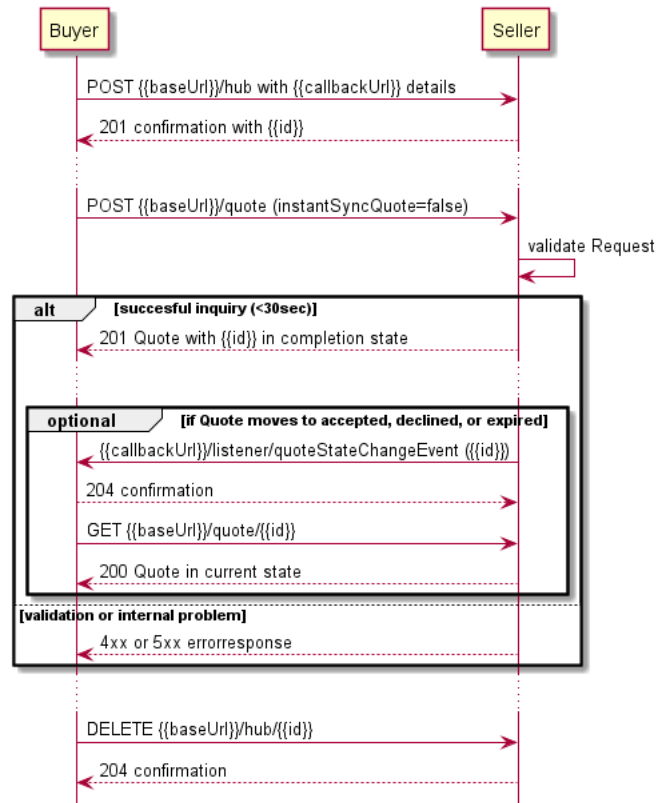 Buyer
Seller
POST {{baseUrl}}/hub with {{callbackUrl}} details
201 confirmation with {{id}}
POST {{baseUrl}}/quote (instantSyncQuote=false)
validate Request
alt
[succesful inquiry (<30sec)]
201 Quote with {{id}} in completion state
optional
[if Quote moves to accepted, declined, or expired]
{{callbackUrl}}/listener/quoteStateChangeEvent ({{id}})
204 confirmation
GET {{baseUrl}}/quote/{{id}}
200 Quote in current state
[validation or internal problem]
4xx or 5xx errorresponse
DELETE {{baseUrl}}/hub/{{id}}
204 confirmation